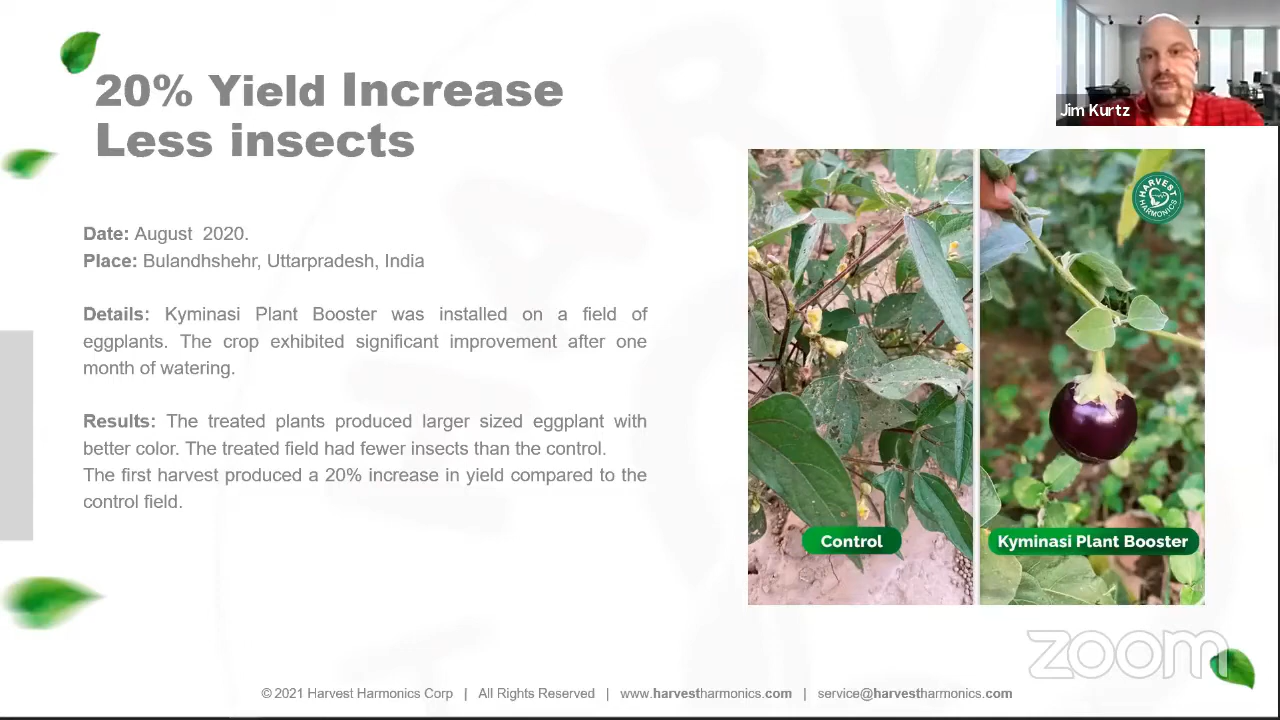 20% Yield Increase
Less insects
Jim Kurtz
Date: August 2020.
Place: Bulandhshehr, Uttarpradesh, India
Details: Kyminasi Plant Booster was installed on a field of
eggplants. The crop exhibited significant improvement after one
month of watering.
Results: The treated plants produced larger sized eggplant with
better color. The treated field had fewer insects than the control.
The first harvest produced a 20% increase in yield compared to the
control field.
HARVEST
HARMONICS
Control
Kyminasi Plant Booster
zoom
© 2021 Harvest Harmonics Corp | All Rights Reserved | www.harvestharmonics.com | service@harvestharmonics.com